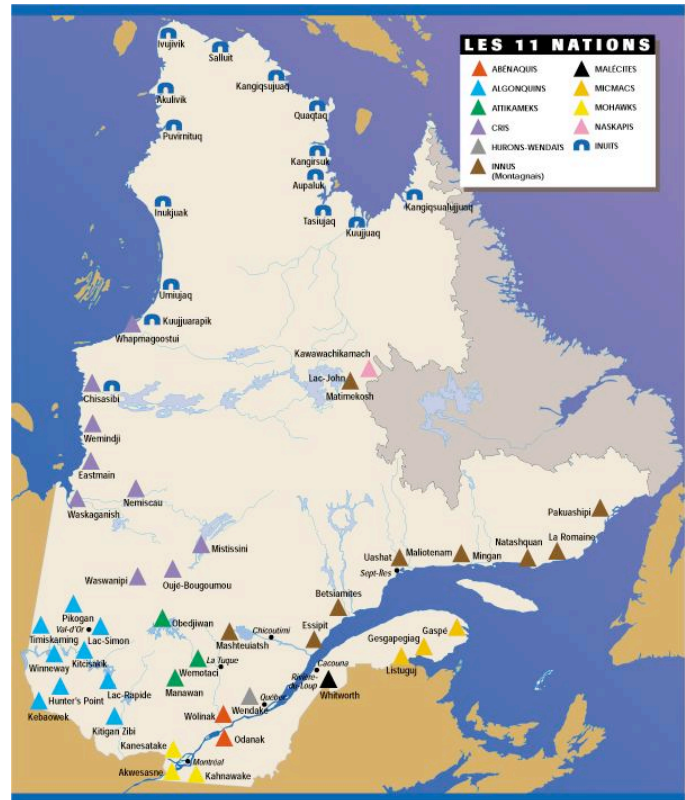 LES 11 NATIONS
ABÉNAQUIS
ALGONQUINS
ATTIKAMEKS
CRIS
HURONS-WENDATS
INNUS
(Montagnais)
MALÉCITES
MICMACS
MOHAWKS
NASKAPIS
INUITS
Ivujivik
Salluit
Kangiqsujuaq
Akulivik
Quaqtaq
Puvirnituq
Kangirsuk
Aupaluk
Inukjuak
Tasiujaq
Kuujjuaq
Kangiqsualujjuaq
Umiujaq
Kuujjuarapik
Whapmagoostui
Kawawachikamach
Lac-John
Matimekosh
Chisasibi
Wemindji
Eastmain
Nemiscau
Waskaganish
Pakuashipi
Mistissini
Natashquan
La Romaine
Uashat
Maliotenam
Mingan
Sept-Îles
Waswanipi
Ouje-Bougoumou
Betsiamites
Pikogan
Val-d'Or
Obedjiwan
Timiskaming
Lac-Simon
Mashteuiatsh
Chicoutimi
Essipit
Gaspé
Gesgapegiag
Winneway
Kitcisakik
La Tuque
Wemotaci
Cacouna
Listuguj
Rivière-
du-Loup
Hunter's Point
Lac-Rapide
Manawan
Whitworth
Kebaowek
Québec
Wendake
Kitigan Zibi
Wôlinak
Odanak
Kanesatake
Montréal
Akwesasne
Kahnawake